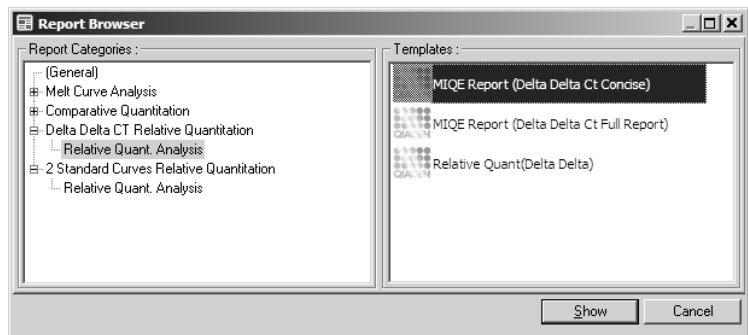 Report Browser
Report Categories :
(General)
Melt Curve Analysis
Comparative Quantitation
Delta Delta CT Relative Quantitation
Relative Quant. Analysis
2 Standard Curves Relative Quantitation
Relative Quant. Analysis
Templates :
MIQE Report (Delta Delta Ct Concise)
QIAGEN
MIQE Report (Delta Delta Ct Full Report)
QIAGEN
Relative Quant(Delta Delta)
Show
Cancel